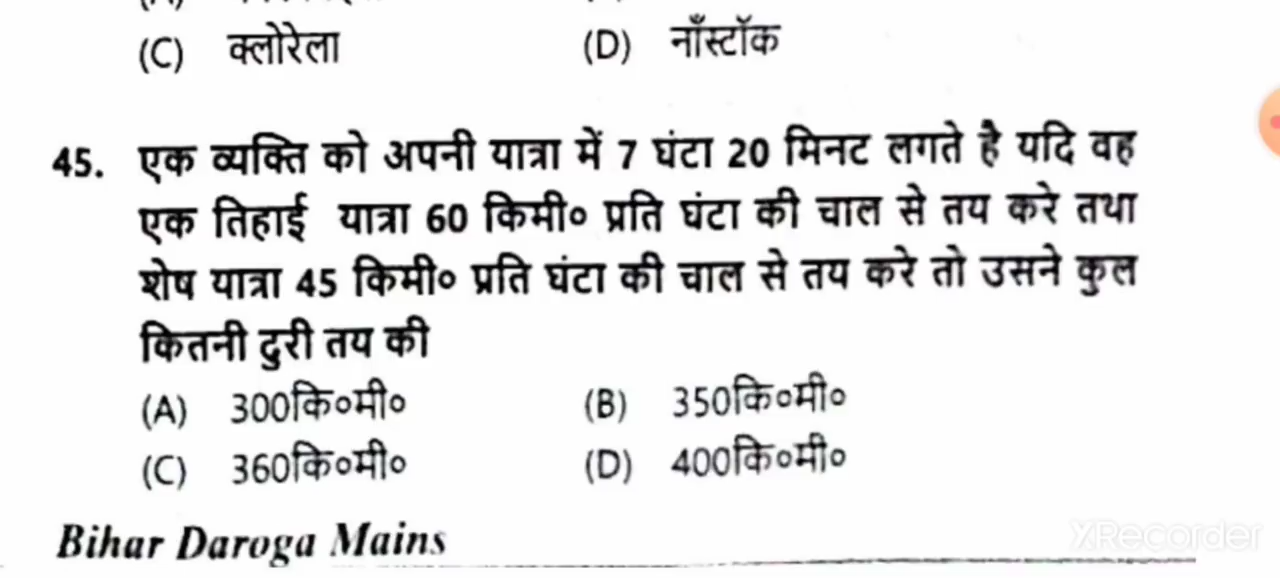 (C) क्लोरेला (D) नॉंस्टॉक
45. एक व्यक्ति को अपनी यात्रा में 7 घंटा 20 मिनट लगते है यदि वह
एक तिहाई यात्रा 60 किमी० प्रति घंटा की चाल से तय करे तथा
शेष यात्रा 45 किमी० प्रति घंटा की चाल से तय करे तो उसने कुल
कितनी दुरी तय की
(A) 300कि०मी० (B) 350कि०मी०
(C) 360कि०मी० (D) 400कि०मी०
Bihar Daroga Mains
XRecorder